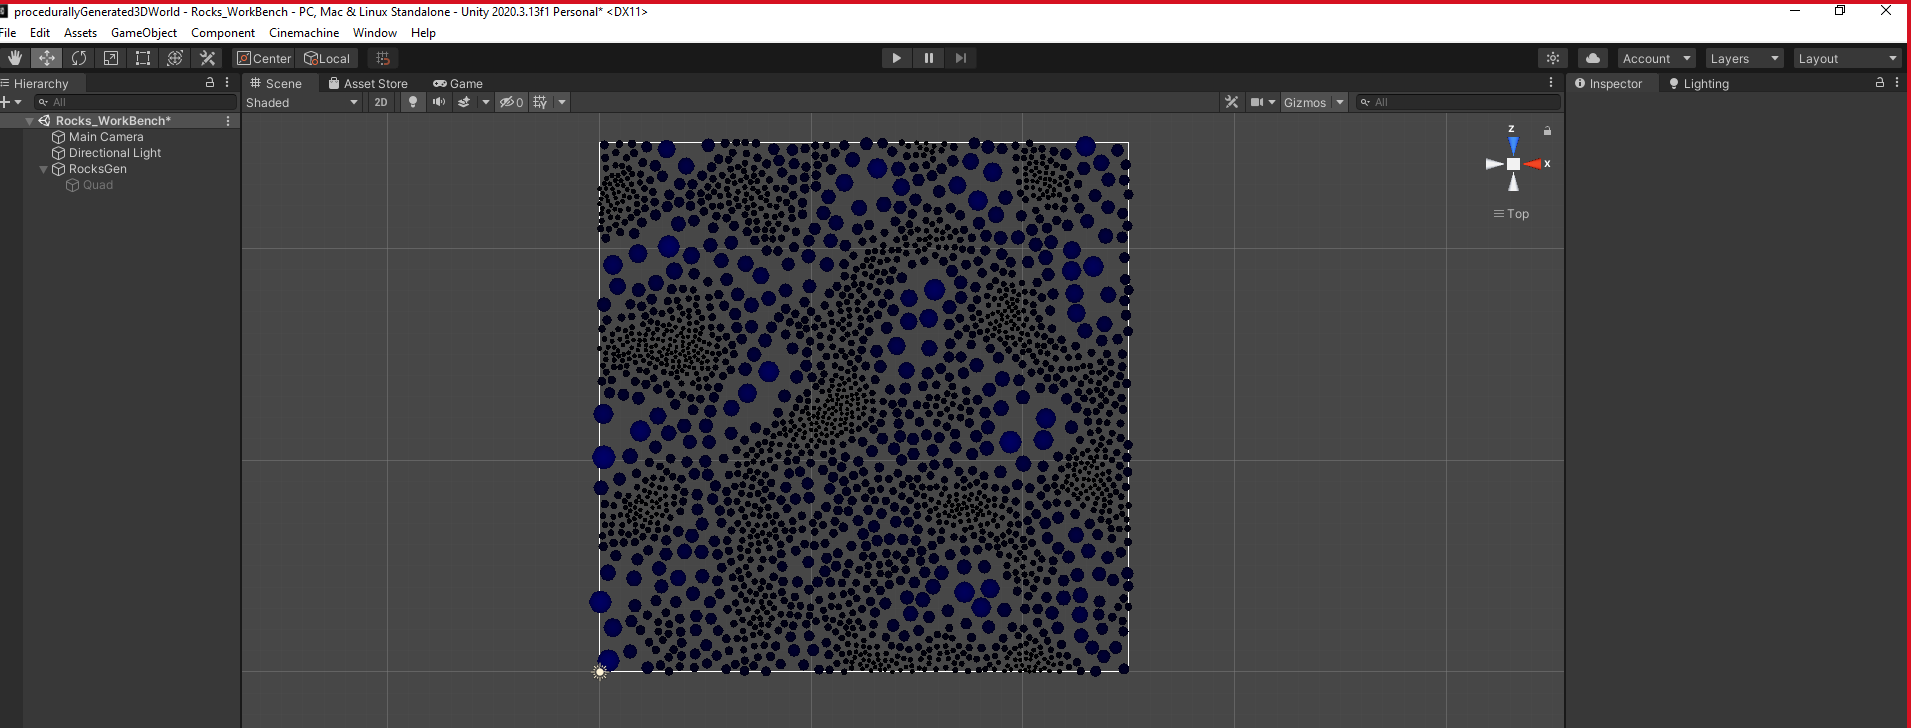 procedurallyGenerated3DWorld - Rocks_WorkBench - PC, Mac & Linux Standalone - Unity 2020.3.13f1 Personal* <DX11>
File Edit Assets GameObject Component Cinemachine Window Help
Center Local Account Layers Layout
Hierarchy Scene Asset Store Game Inspector Lighting
All Shaded 2D 0 Gizmos All
Rocks_WorkBench*
Main Camera
Directional Light
RocksGen
Quad
z
x
Top